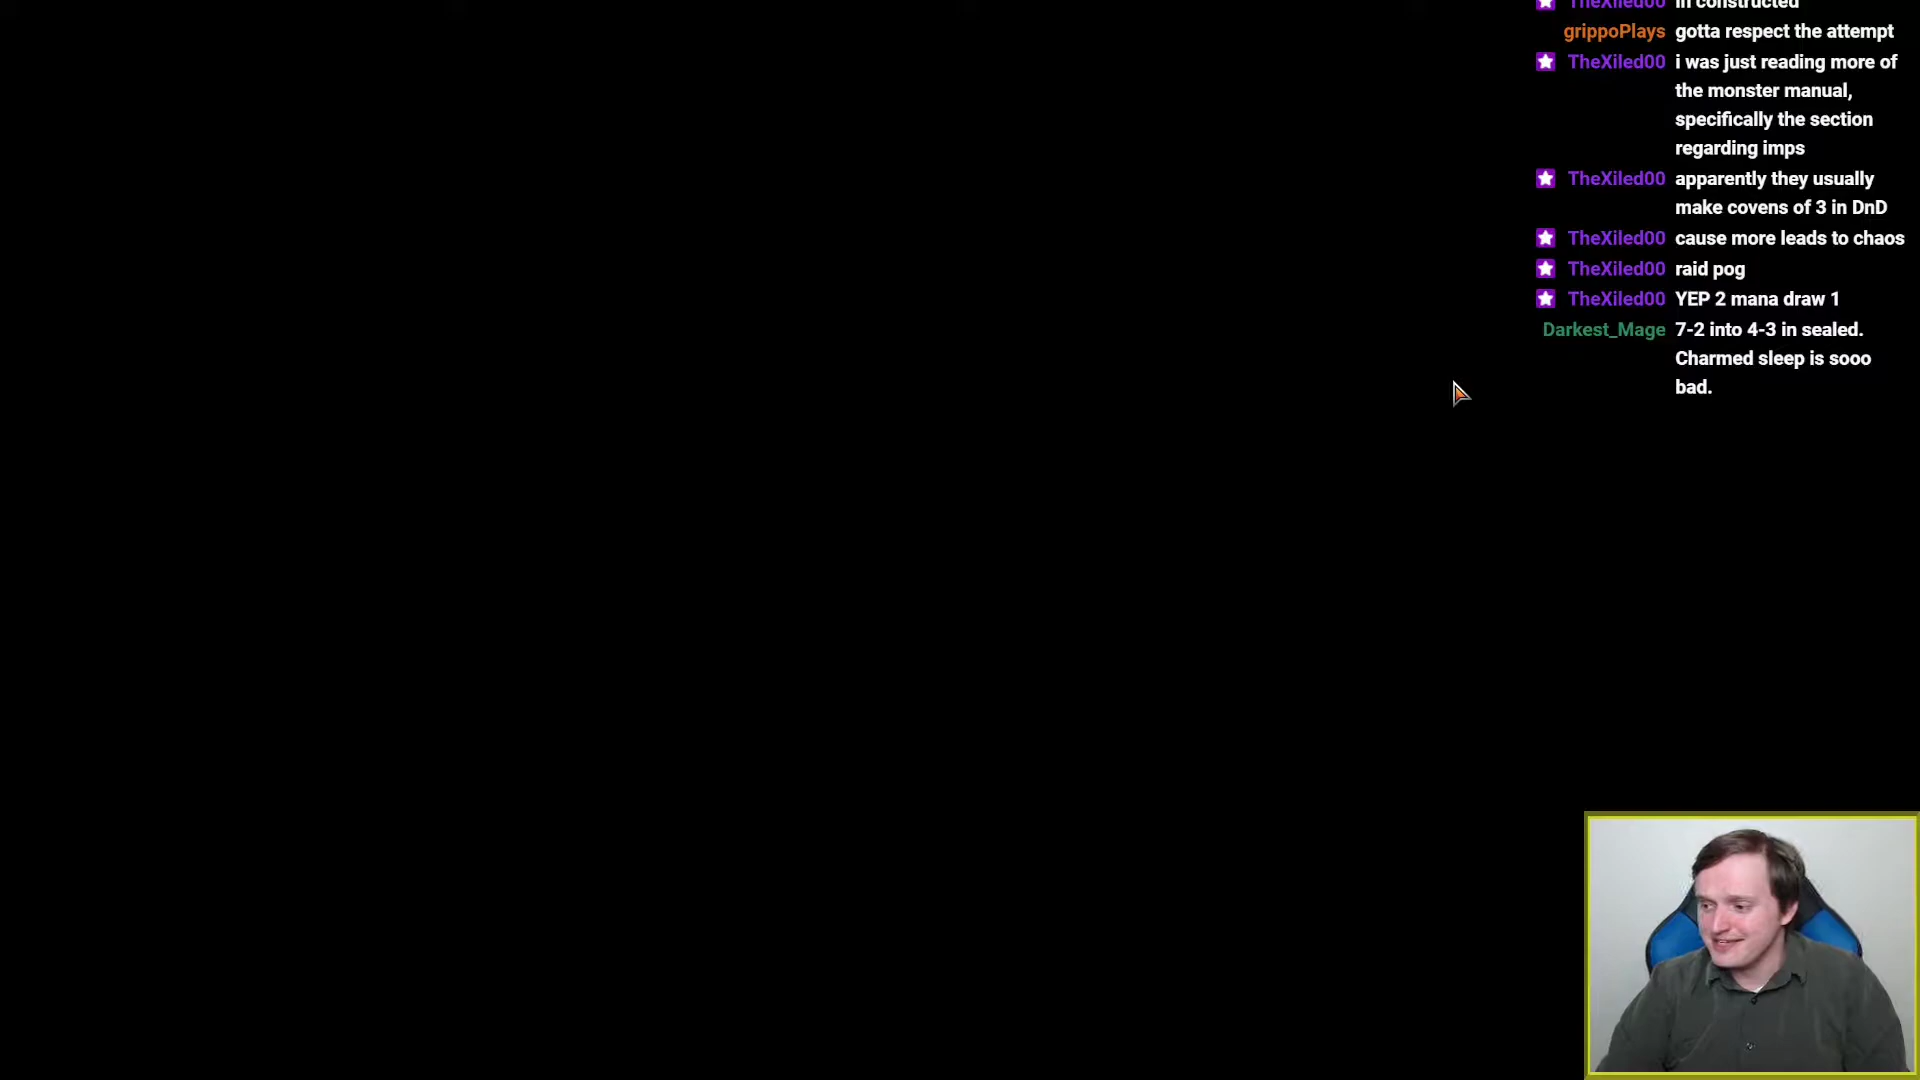 TheXiled00 in constructed
grippoPlays gotta respect the attempt
TheXiled00 i was just reading more of
the monster manual,
specifically the section
regarding imps
TheXiled00 apparently they usually
make covens of 3 in DnD
TheXiled00 cause more leads to chaos
TheXiled00 raid pog
TheXiled00 YEP 2 mana draw 1
Darkest_Mage 7-2 into 4-3 in sealed.
Charmed sleep is sooo
bad.